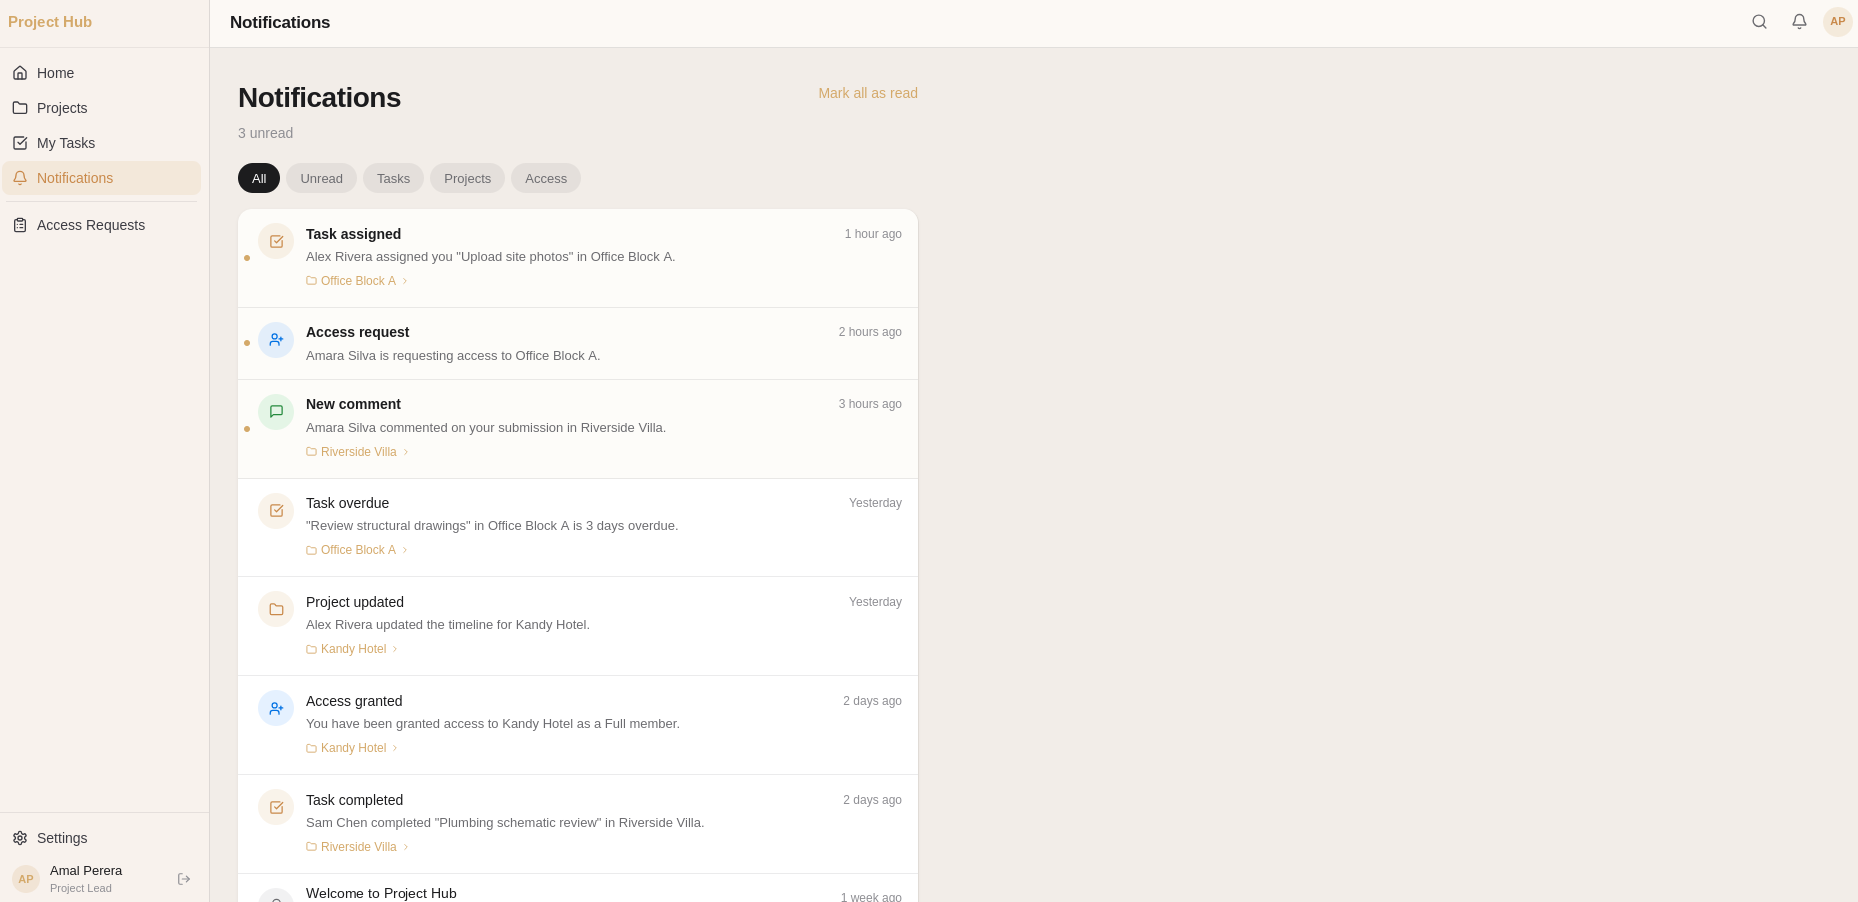 Project Hub
Notifications
AP
Home
Projects
My Tasks
Notifications
Access Requests
Notifications
Mark all as read
3 unread
All
Unread
Tasks
Projects
Access
Task assigned
1 hour ago
Alex Rivera assigned you "Upload site photos" in Office Block A.
Office Block A
Access request
2 hours ago
Amara Silva is requesting access to Office Block A.
New comment
3 hours ago
Amara Silva commented on your submission in Riverside Villa.
Riverside Villa
Task overdue
Yesterday
"Review structural drawings" in Office Block A is 3 days overdue.
Office Block A
Project updated
Yesterday
Alex Rivera updated the timeline for Kandy Hotel.
Kandy Hotel
Access granted
2 days ago
You have been granted access to Kandy Hotel as a Full member.
Kandy Hotel
Task completed
2 days ago
Sam Chen completed "Plumbing schematic review" in Riverside Villa.
Riverside Villa
Welcome to Project Hub
1 week ago
Settings
AP
Amal Perera
Project Lead